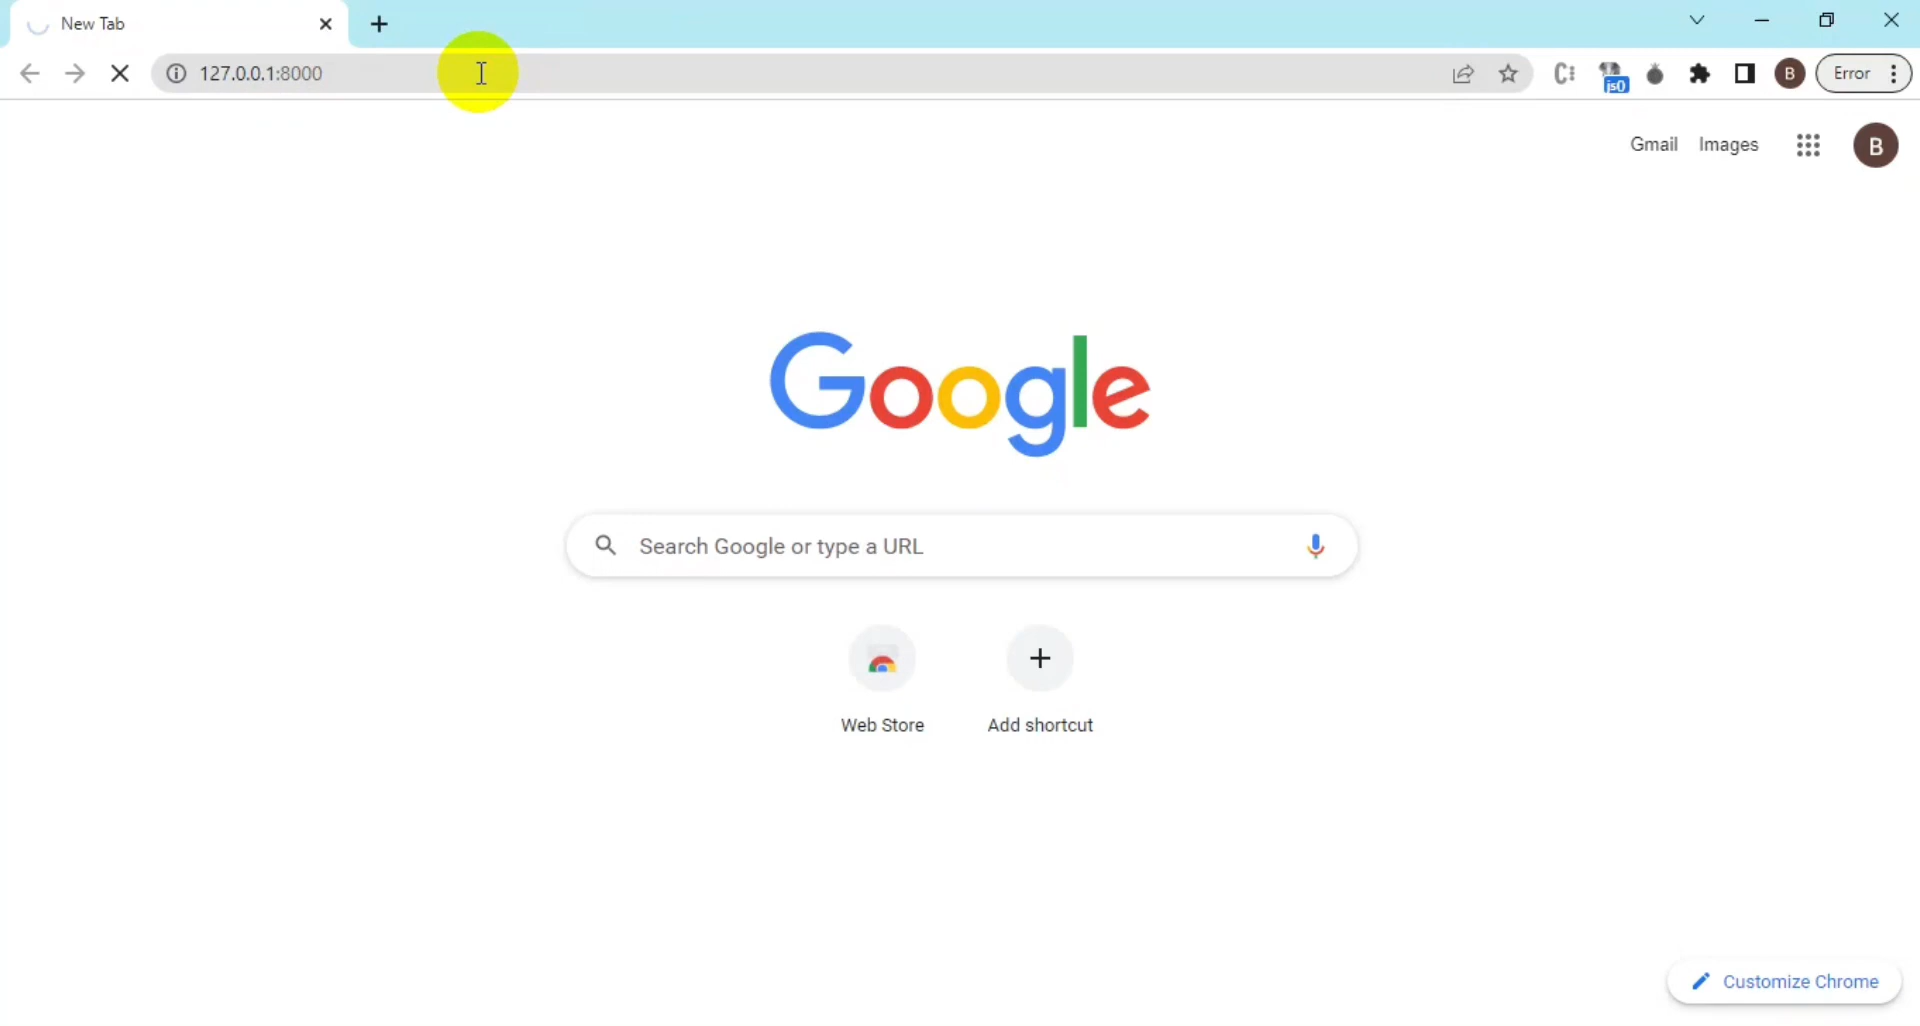 New Tab
127.0.0.1:8000
js0
B
Error
Gmail
Images
B
Google
Search Google or type a URL
Web Store
Add shortcut
Customize Chrome